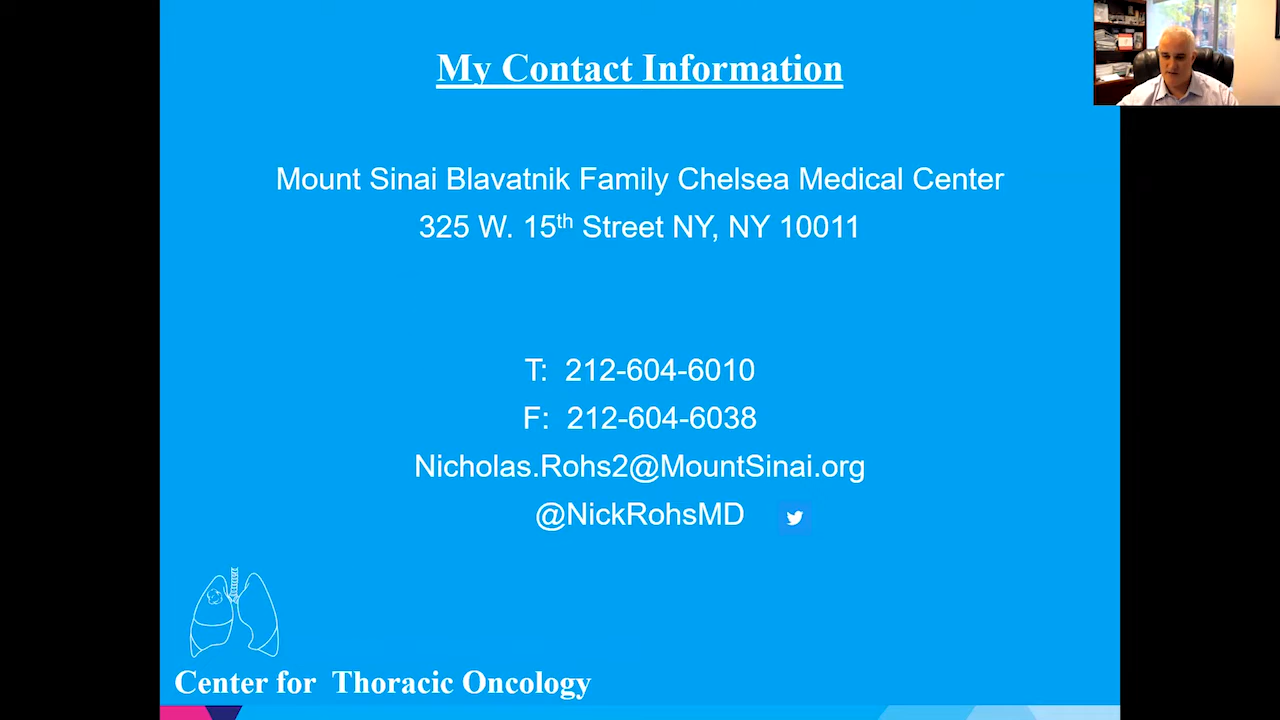 My Contact Information
Mount Sinai Blavatnik Family Chelsea Medical Center
325 W. 15th Street NY, NY 10011
T: 212-604-6010
F: 212-604-6038
Nicholas.Rohs2@MountSinai.org
@NickRohsMD
Center for Thoracic Oncology